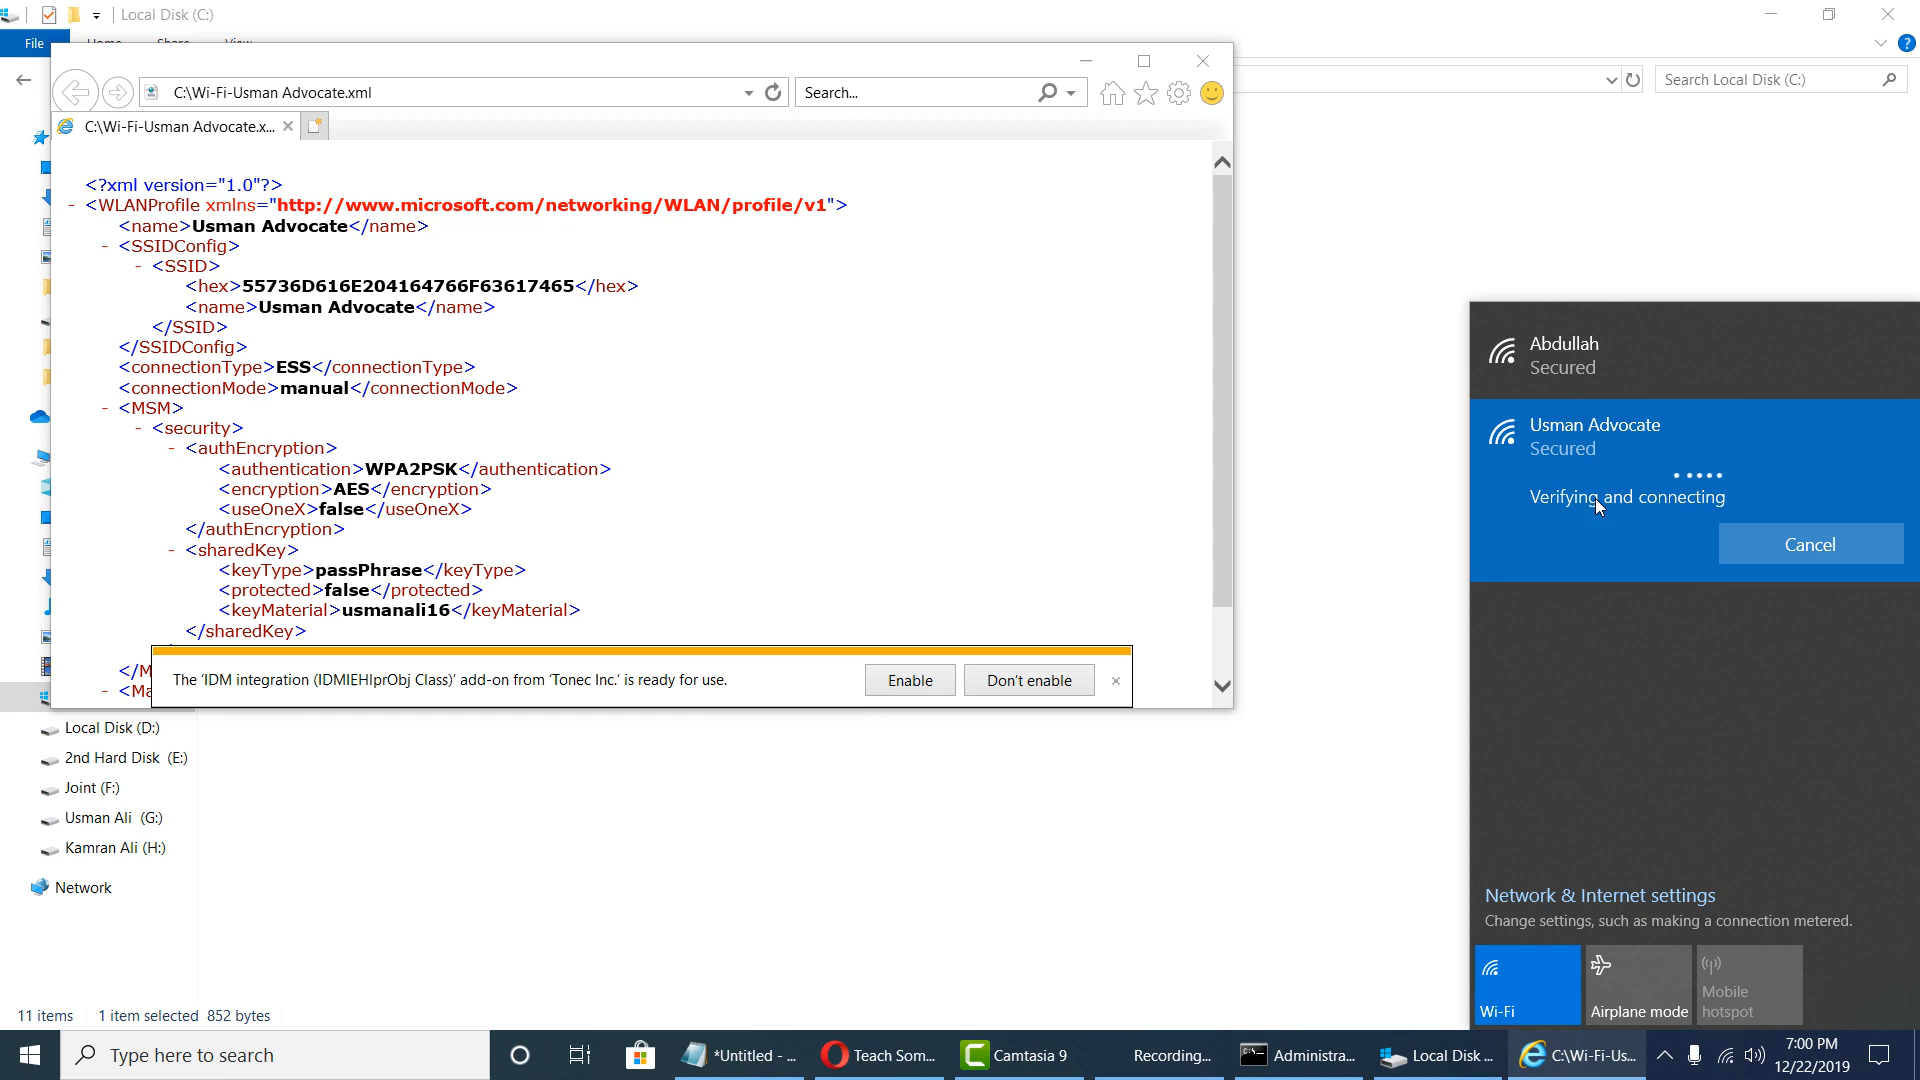 Local Disk (C:)
File Home Share View
C:\Wi-Fi-Usman Advocate.xml
Search...
Search Local Disk (C:)
C:\Wi-Fi-Usman Advocate.x...
<?xml version="1.0"?>
- <WLANProfile xmlns="http://www.microsoft.com/networking/WLAN/profile/v1">
<name>Usman Advocate</name>
- <SSIDConfig>
- <SSID>
<hex>55736D616E204164766F63617465</hex>
<name>Usman Advocate</name>
</SSID>
</SSIDConfig>
<connectionType>ESS</connectionType>
<connectionMode>manual</connectionMode>
- <MSM>
- <security>
- <authEncryption>
<authentication>WPA2PSK</authentication>
<encryption>AES</encryption>
<useOneX>false</useOneX>
</authEncryption>
- <sharedKey>
<keyType>passPhrase</keyType>
<protected>false</protected>
<keyMaterial>usmanali16</keyMaterial>
</sharedKey>
</M
- <Ma
The 'IDM integration (IDMIEHlprObj Class)' add-on from 'Tonec Inc.' is ready for use.
Enable
Don't enable
Local Disk (D:)
2nd Hard Disk (E:)
Joint (F:)
Usman Ali (G:)
Kamran Ali (H:)
Network
11 items 1 item selected 852 bytes
Abdullah
Secured
Usman Advocate
Secured
Verifying and connecting
Cancel
Network & Internet settings
Change settings, such as making a connection metered.
Wi-Fi
Airplane mode
Mobile
hotspot
Type here to search
*Untitled - ...
Teach Som...
Camtasia 9
Recording...
Administra...
Local Disk ...
C:\Wi-Fi-Us...
7:00 PM
12/22/2019